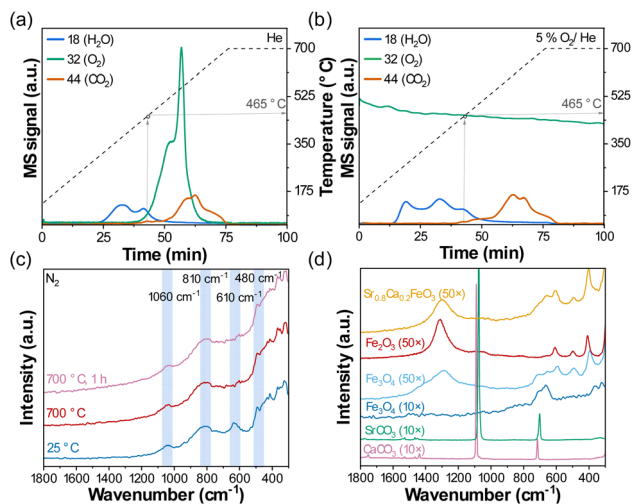 (a)
He
18 (H₂O)
32 (O₂)
44 (CO₂)
465 °C
MS signal (a.u.)
700
525
350
175
Temperature (°C)
0 25 50 75 100
Time (min)
(b)
5 % O₂/ He
18 (H₂O)
32 (O₂)
44 (CO₂)
465 °C
MS signal (a.u.)
700
525
350
175
0 25 50 75 100
Time (min)
(c)
N₂
1060 cm⁻¹
810 cm⁻¹
610 cm⁻¹
480 cm⁻¹
700 °C, 1 h
700 °C
25 °C
Intensity (a.u.)
1800 1600 1400 1200 1000 800 600 400
Wavenumber (cm⁻¹)
(d)
Sr₀.₈Ca₀.₂FeO₃ (50×)
Fe₂O₃ (50×)
Fe₃O₄ (50×)
Fe₃O₄ (10×)
SrCO₃ (10×)
CaCO₃ (10×)
Intensity (a.u.)
1800 1600 1400 1200 1000 800 600 400
Wavenumber (cm⁻¹)